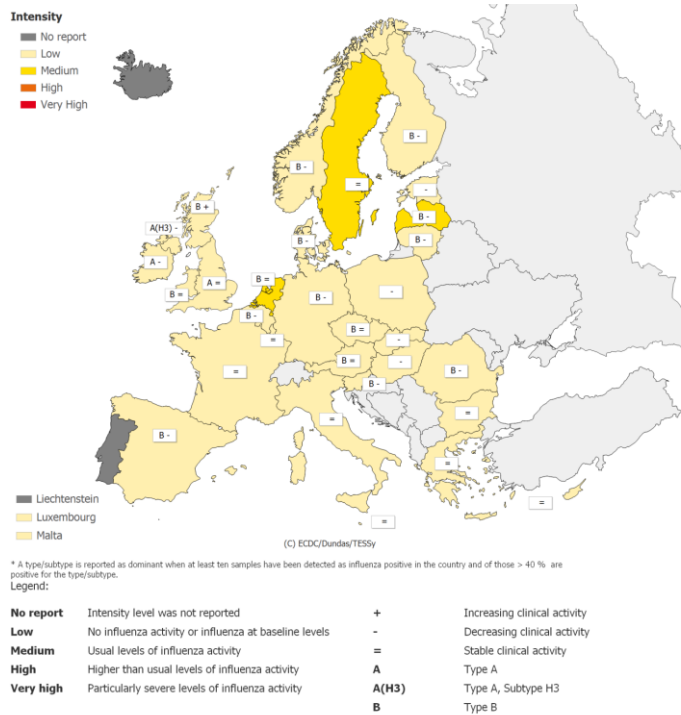 Intensity
No report
Low
Medium
High
Very High
B -
B -
=
-
B +
B -
A(H3) -
B -
B -
A -
B =
A =
B =
B -
-
B -
=
B =
-
=
B =
-
B -
B -
=
=
B -
=
=
=
Liechtenstein
Luxembourg
Malta
(C) ECDC/Dundas/TESSy
* A type/subtype is reported as dominant when at least ten samples have been detected as influenza positive in the country and of those > 40 % are
positive for the type/subtype.
Legend:
No report Intensity level was not reported + Increasing clinical activity
Low No influenza activity or influenza at baseline levels - Decreasing clinical activity
Medium Usual levels of influenza activity = Stable clinical activity
High Higher than usual levels of influenza activity A Type A
Very high Particularly severe levels of influenza activity A(H3) Type A, Subtype H3
B Type B